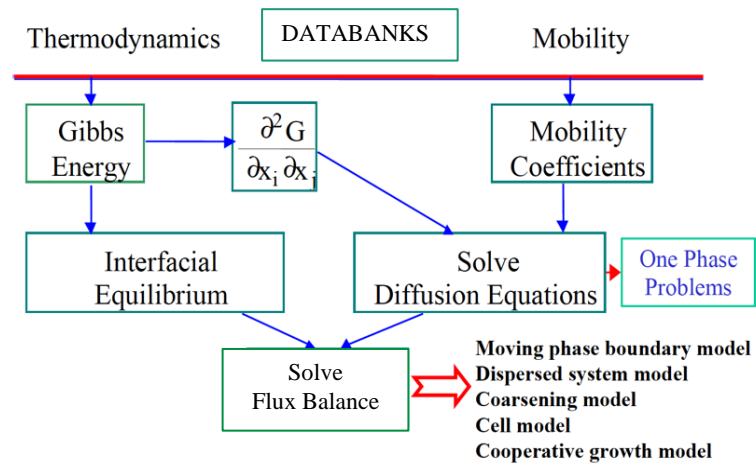 Thermodynamics
DATABANKS
Mobility
Gibbs
Energy
∂²G
∂xᵢ ∂xⱼ
Mobility
Coefficients
Interfacial
Equilibrium
Solve
Diffusion Equations
One Phase
Problems
Solve
Flux Balance
Moving phase boundary model
Dispersed system model
Coarsening model
Cell model
Cooperative growth model